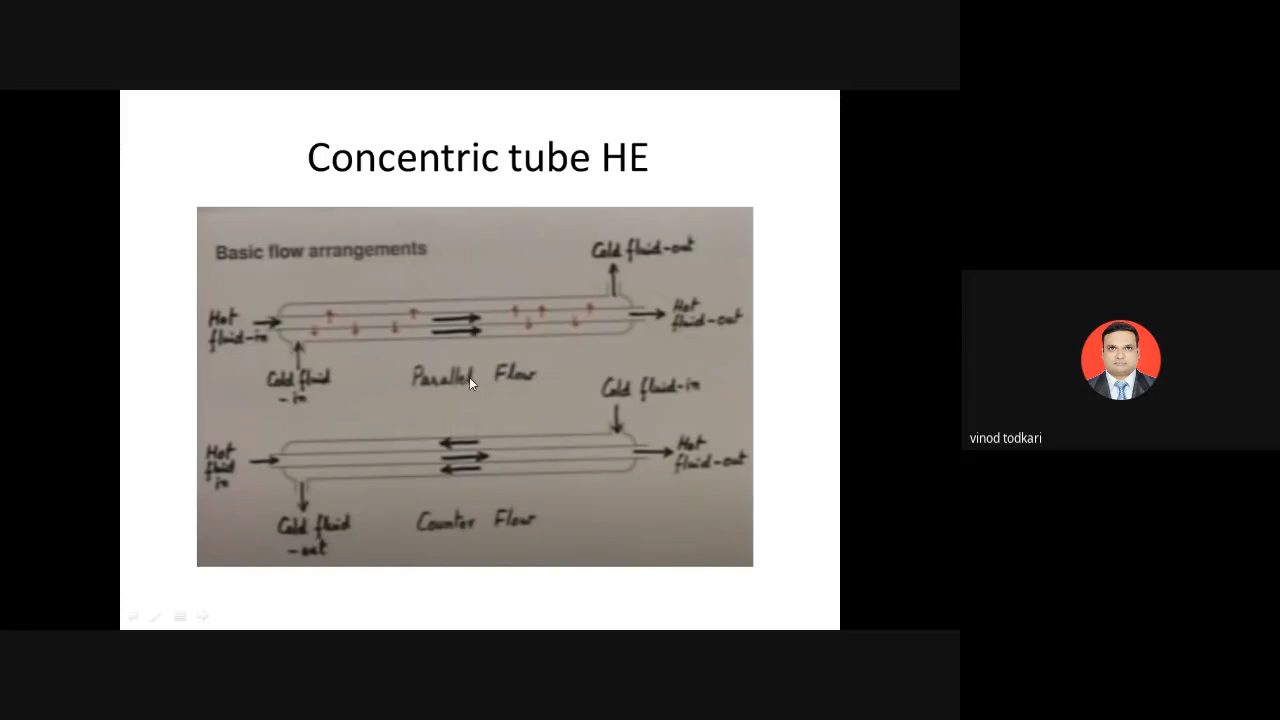 Concentric tube HE
Basic flow arrangements
Cold fluid-out
Hot
fluid-in
Hot
fluid-out
Cold fluid
-in
Parallel Flow
Cold fluid-in
Hot
fluid
in
Hot
fluid-out
Cold fluid
-out
Counter Flow
vinod todkari